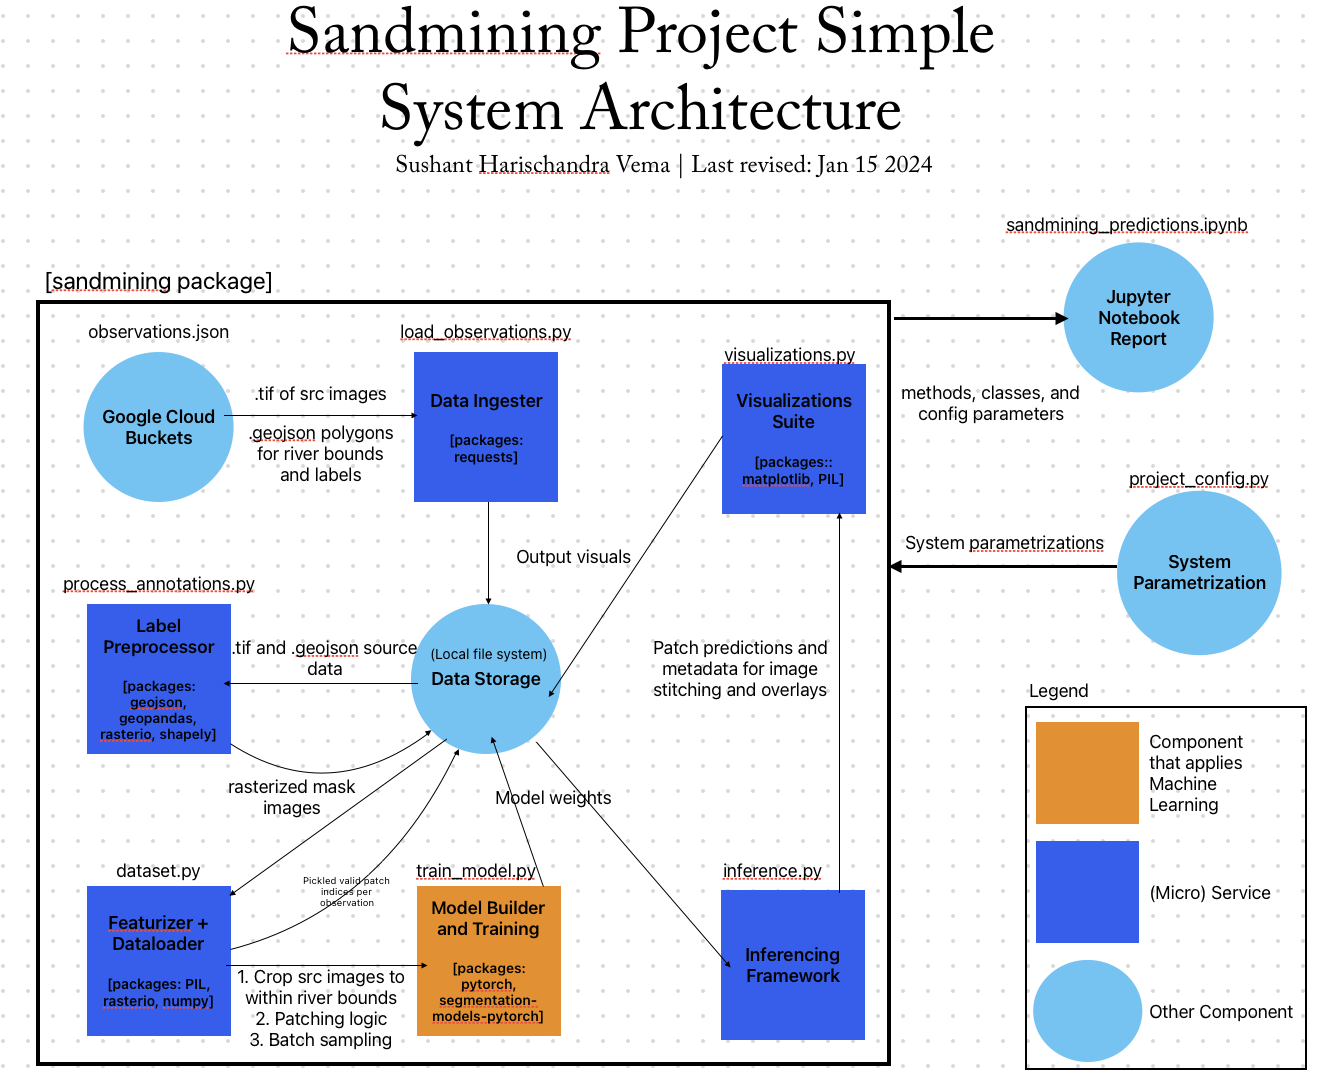 Sandmining Project Simple
System Architecture
Sushant Harischandra Vema | Last revised: Jan 15 2024
sandmining_predictions.ipynb
Jupyter
Notebook
Report
methods, classes, and
config parameters
[sandmining package]
observations.json
Google Cloud
Buckets
.tif of src images
.geojson polygons
for river bounds
and labels
load_observations.py
Data Ingester
[packages:
requests]
visualizations.py
Visualizations
Suite
[packages::
matplotlib, PIL]
project_config.py
System parametrizations
System
Parametrization
Output visuals
process_annotations.py
Label
Preprocessor
[packages:
geojson,
geopandas,
rasterio, shapely]
.tif and .geojson source
data
(Local file system)
Data Storage
Patch predictions and
metadata for image
stitching and overlays
rasterized mask
images
Model weights
dataset.py
Featurizer +
Dataloader
[packages: PIL,
rasterio, numpy]
Pickled valid patch
indices per
observation
1. Crop src images to
within river bounds
2. Patching logic
3. Batch sampling
train_model.py
Model Builder
and Training
[packages:
pytorch,
segmentation-
models-pytorch]
inference.py
Inferencing
Framework
Legend
Component
that applies
Machine
Learning
(Micro) Service
Other Component